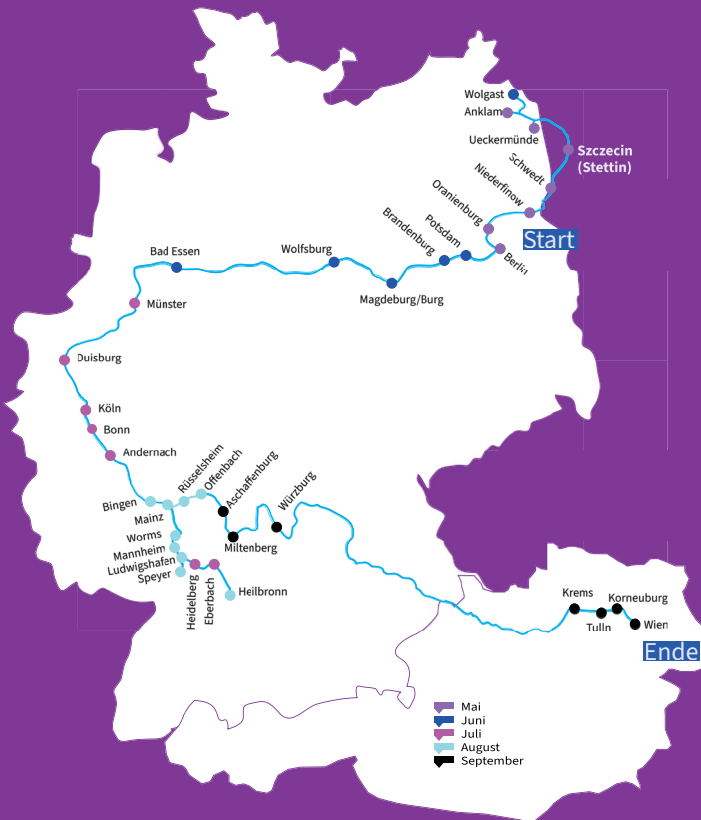 Wolgast
Anklam
Ueckermünde
Szczecin
(Stettin)
Schwedt
Niederfinow
Oranienburg
Start
Potsdam
Brandenburg
Berlin
Bad Essen
Wolfsburg
Magdeburg/Burg
Münster
Duisburg
Köln
Bonn
Andernach
Rüsselsheim
Offenbach
Aschaffenburg
Würzburg
Bingen
Mainz
Worms
Mannheim
Ludwigshafen
Speyer
Miltenberg
Heidelberg
Eberbach
Heilbronn
Krems
Korneuburg
Tulln
Wien
Ende
Mai
Juni
Juli
August
September